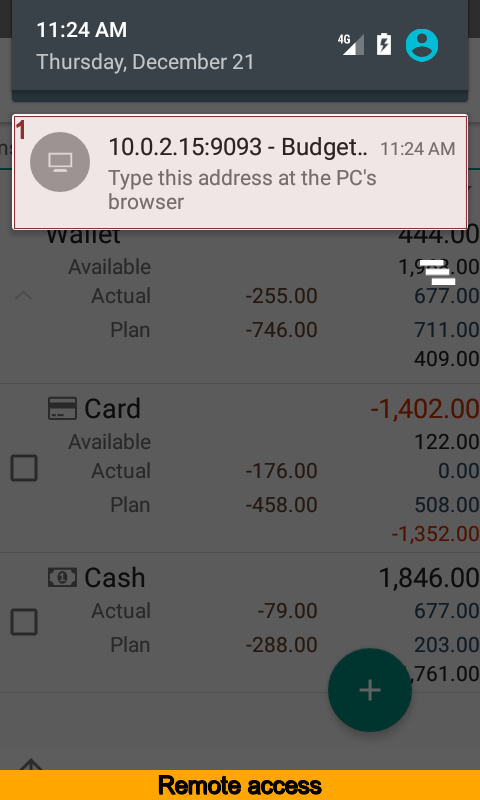 11:24 AM
4G
Thursday, December 21
1
10.0.2.15:9093 - Budget.. 11:24 AM
Type this address at the PC's
browser
Wallet 444.00
Available
Actual -255.00 677.00
Plan -746.00 711.00
409.00
Card -1,402.00
Available 122.00
Actual -176.00 0.00
Plan -458.00 508.00
-1,352.00
Cash 1,846.00
Actual -79.00 677.00
Plan -288.00 203.00
,761.00
+
Remote access